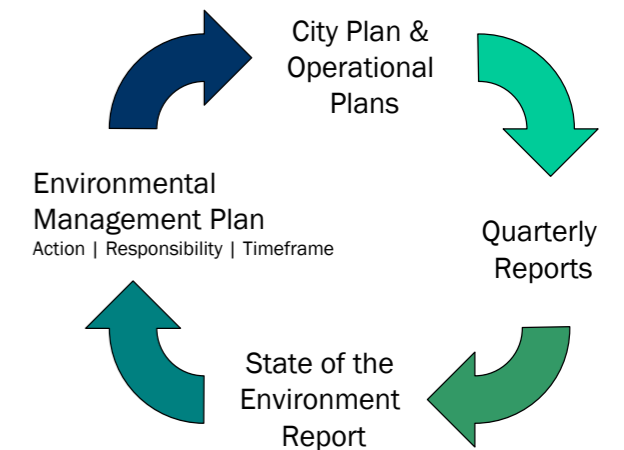 City Plan &
Operational
Plans
Environmental
Management Plan
Action | Responsibility | Timeframe
Quarterly
Reports
State of the
Environment
Report